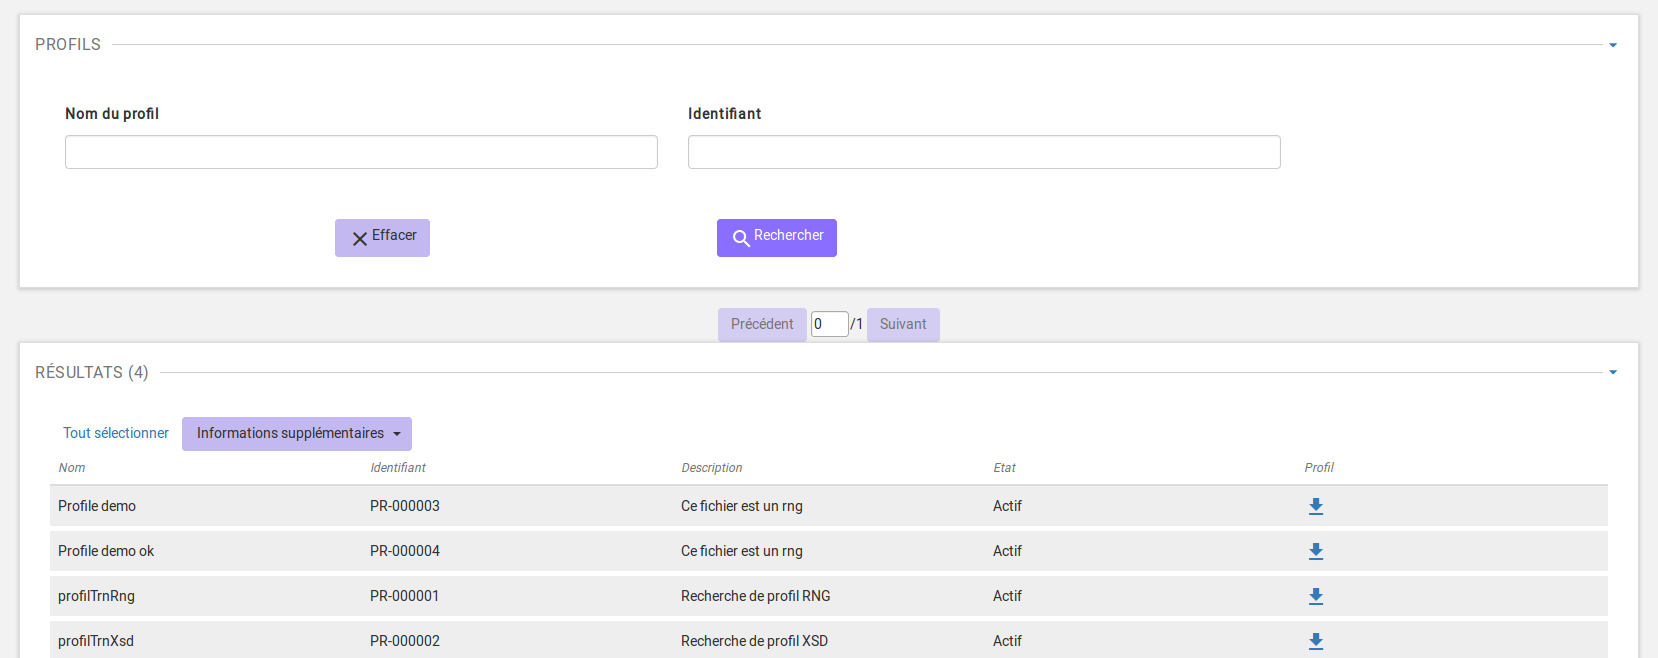 PROFILS
Nom du profil Identifiant
Effacer Rechercher
Précédent 0 /1 Suivant
RÉSULTATS (4)
Tout sélectionner Informations supplémentaires
Nom Identifiant Description Etat Profil
Profile demo PR-000003 Ce fichier est un rng Actif
Profile demo ok PR-000004 Ce fichier est un rng Actif
profilTrnRng PR-000001 Recherche de profil RNG Actif
profilTrnXsd PR-000002 Recherche de profil XSD Actif